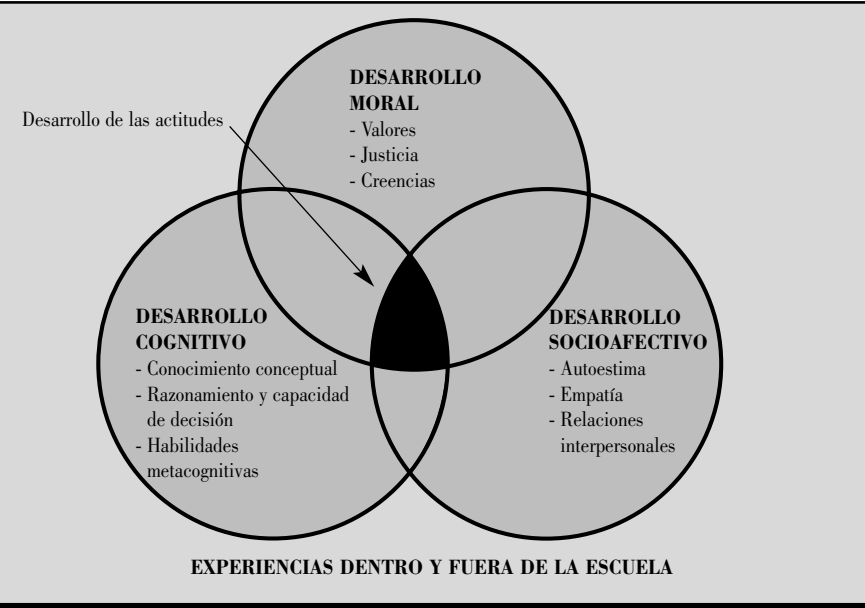 DESARROLLO
MORAL
- Valores
- Justicia
- Creencias
Desarrollo de las actitudes
DESARROLLO
COGNITIVO
- Conocimiento conceptual
- Razonamiento y capacidad
de decisión
- Habilidades
metacognitivas
DESARROLLO
SOCIOAFECTIVO
- Autoestima
- Empatía
- Relaciones
interpersonales
EXPERIENCIAS DENTRO Y FUERA DE LA ESCUELA